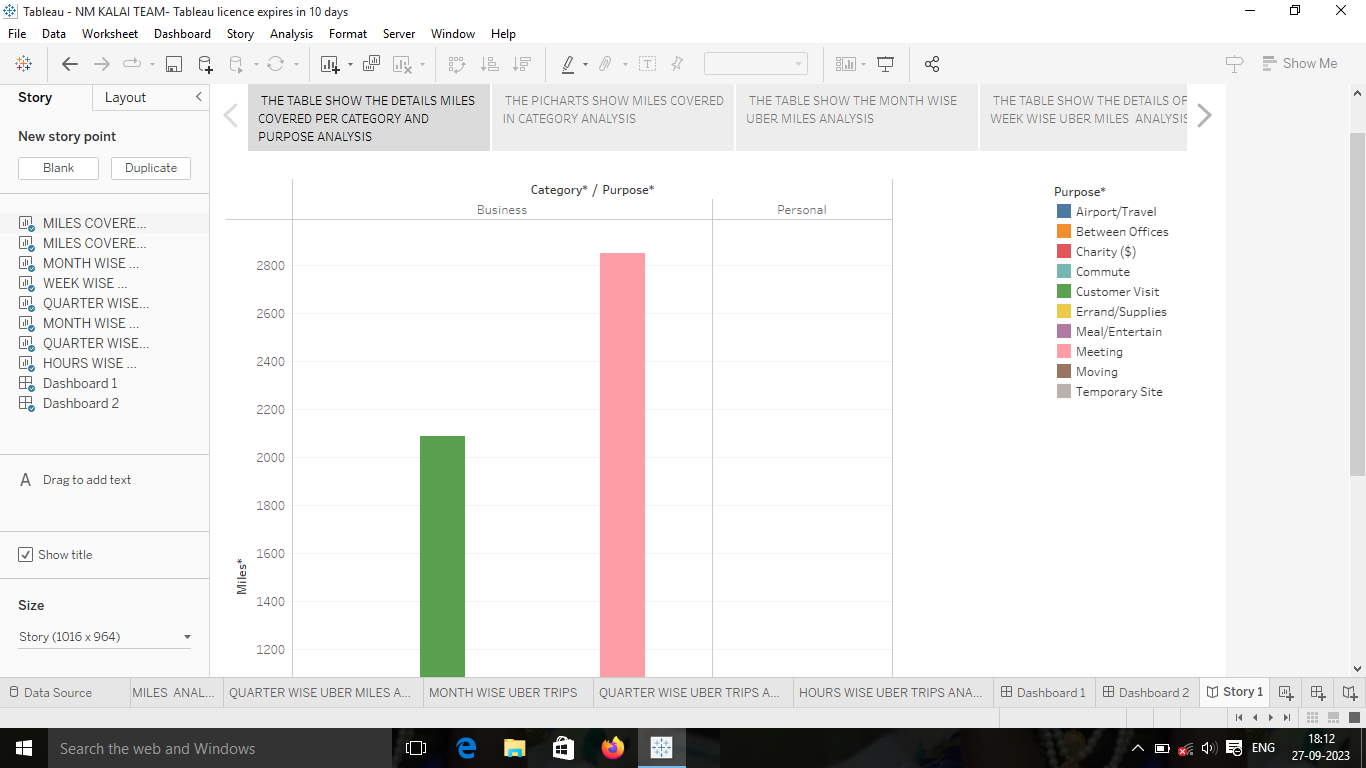 Tableau - NM KALAI TEAM- Tableau licence expires in 10 days
File Data Worksheet Dashboard Story Analysis Format Server Window Help
Show Me
Story Layout
New story point
Blank Duplicate
MILES COVERE...
MILES COVERE...
MONTH WISE ...
WEEK WISE ...
QUARTER WISE...
MONTH WISE ...
QUARTER WISE...
HOURS WISE ...
Dashboard 1
Dashboard 2
A Drag to add text
Show title
Size
Story (1016 x 964)
THE TABLE SHOW THE DETAILS MILES
COVERED PER CATEGORY AND
PURPOSE ANALYSIS
THE PICHARTS SHOW MILES COVERED
IN CATEGORY ANALYSIS
THE TABLE SHOW THE MONTH WISE
UBER MILES ANALYSIS
THE TABLE SHOW THE DETAILS OF
WEEK WISE UBER MILES ANALYSIS
Category* / Purpose*
Business Personal
2800
2600
2400
2200
2000
1800
1600
1400
1200
Miles*
Purpose*
Airport/Travel
Between Offices
Charity ($)
Commute
Customer Visit
Errand/Supplies
Meal/Entertain
Meeting
Moving
Temporary Site
Data Source MILES ANAL... QUARTER WISE UBER MILES A... MONTH WISE UBER TRIPS QUARTER WISE UBER TRIPS A... HOURS WISE UBER TRIPS ANA... Dashboard 1 Dashboard 2 Story 1
Search the web and Windows
ENG
18:12
27-09-2023